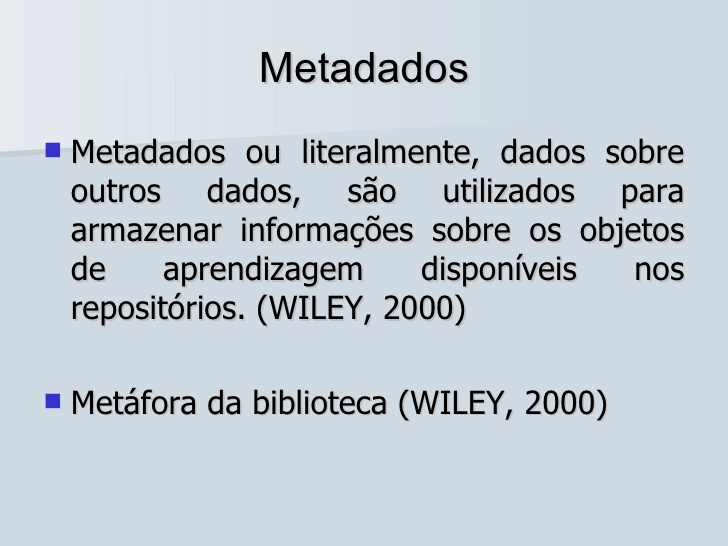 Metadados
Metadados ou literalmente, dados sobre
outros dados, são utilizados para
armazenar informações sobre os objetos
de aprendizagem disponíveis nos
repositórios. (WILEY, 2000)
Metáfora da biblioteca (WILEY, 2000)